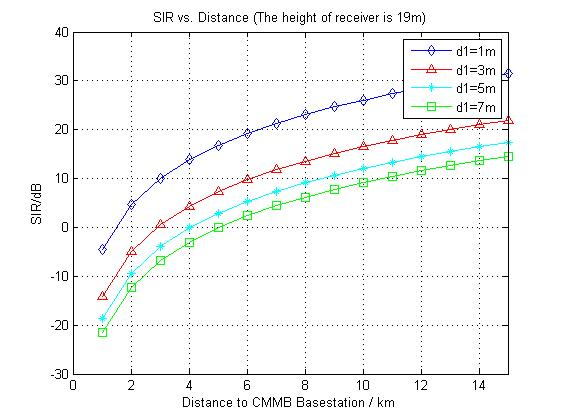 SIR vs. Distance (The height of receiver is 19m)
40
30
20
10
0
-10
-20
-30
SIR/dB
d1=1m
d1=3m
d1=5m
d1=7m
0 2 4 6 8 10 12 14
Distance to CMMB Basestation / km